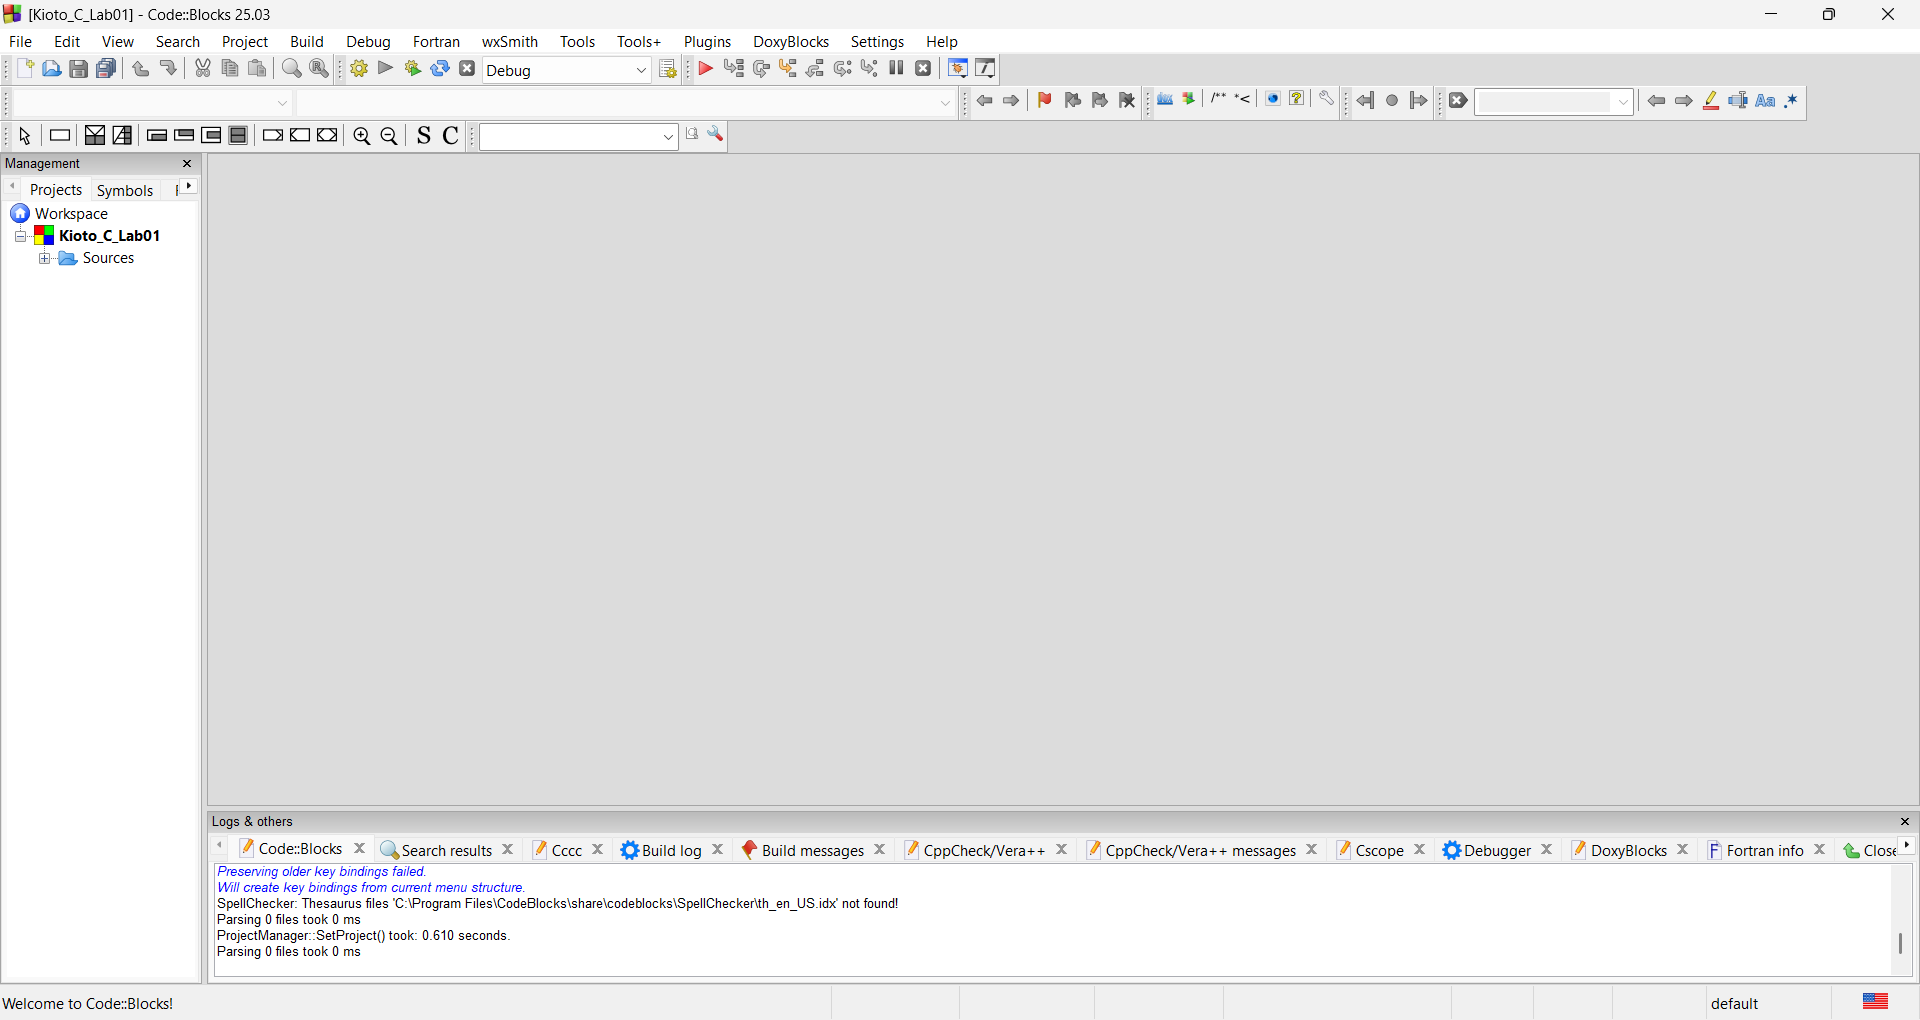 [Kioto_C_Lab01] - Code::Blocks 25.03
File Edit View Search Project Build Debug Fortran wxSmith Tools Tools+ Plugins DoxyBlocks Settings Help
Debug
/** *< Aa .*
S C
Management
Projects Symbols
Workspace
Kioto_C_Lab01
Sources
Logs & others
Code::Blocks Search results Cccc Build log Build messages CppCheck/Vera++ CppCheck/Vera++ messages Cscope Debugger DoxyBlocks Fortran info Close
Preserving older key bindings failed.
Will create key bindings from current menu structure.
SpellChecker: Thesaurus files 'C:\Program Files\CodeBlocks\share\codeblocks\SpellChecker\th_en_US.idx' not found!
Parsing 0 files took 0 ms
ProjectManager::SetProject() took: 0.610 seconds.
Parsing 0 files took 0 ms
Welcome to Code::Blocks!
default